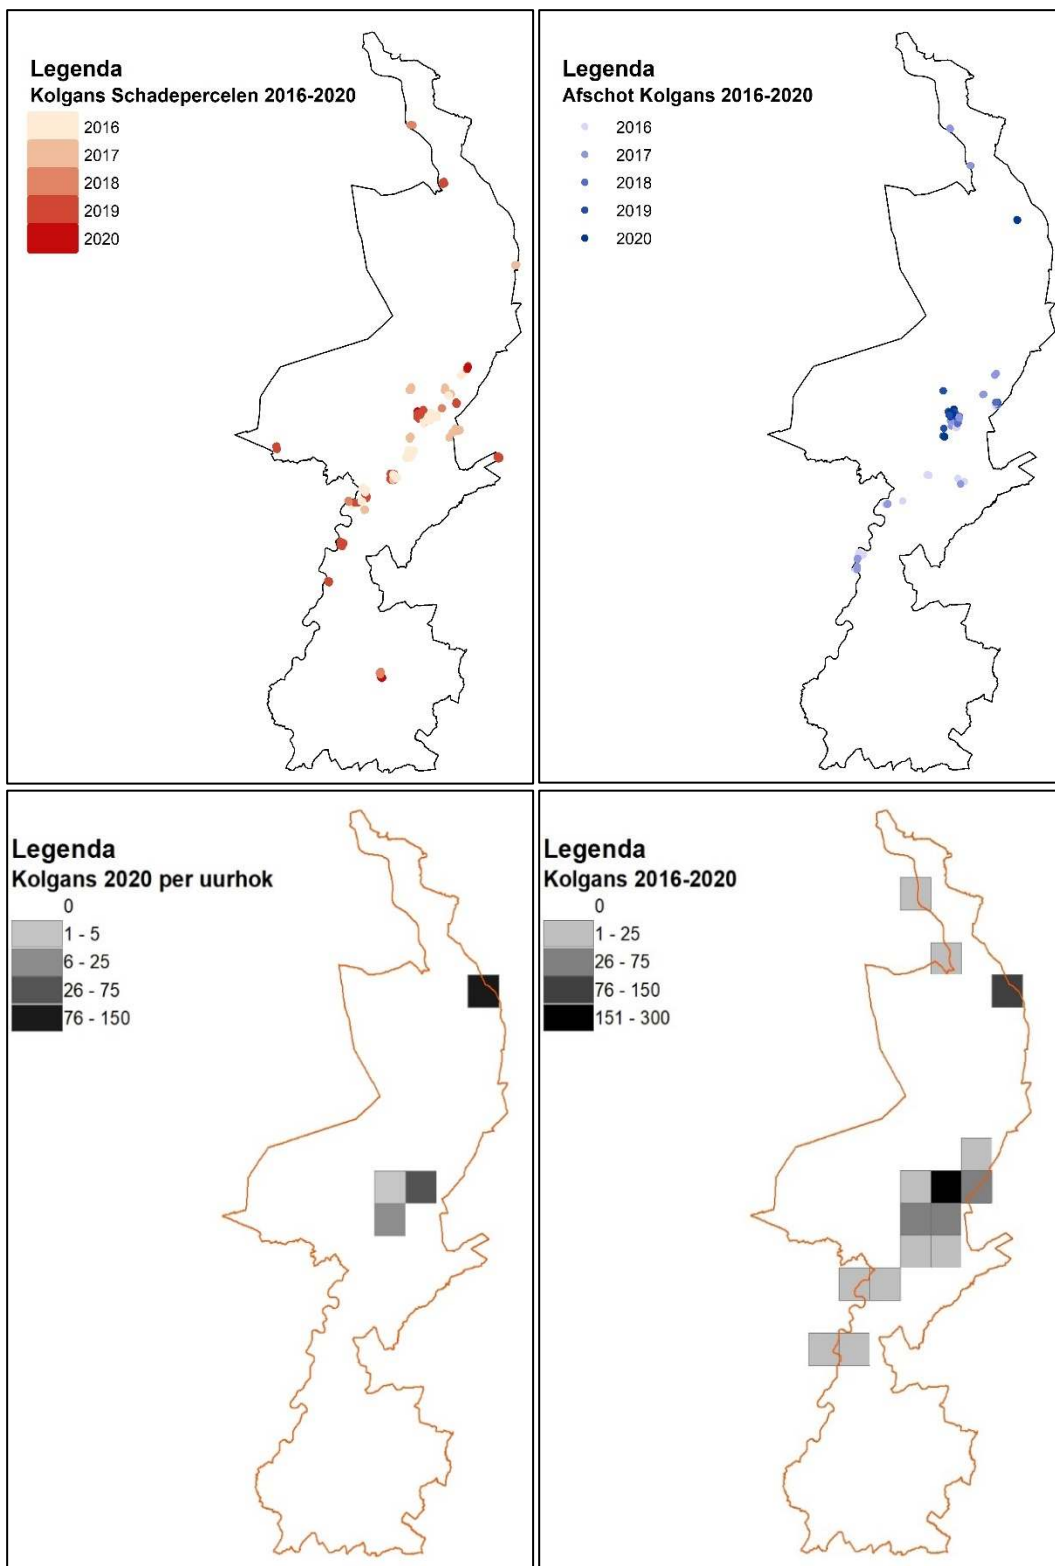 Legenda
Kolgans Schadepercelen 2016-2020
2016
2017
2018
2019
2020
Legenda
Afschot Kolgans 2016-2020
2016
2017
2018
2019
2020
Legenda
Kolgans 2020 per uurhok
0
1 - 5
6 - 25
26 - 75
76 - 150
Legenda
Kolgans 2016-2020
0
1 - 25
26 - 75
76 - 150
151 - 300